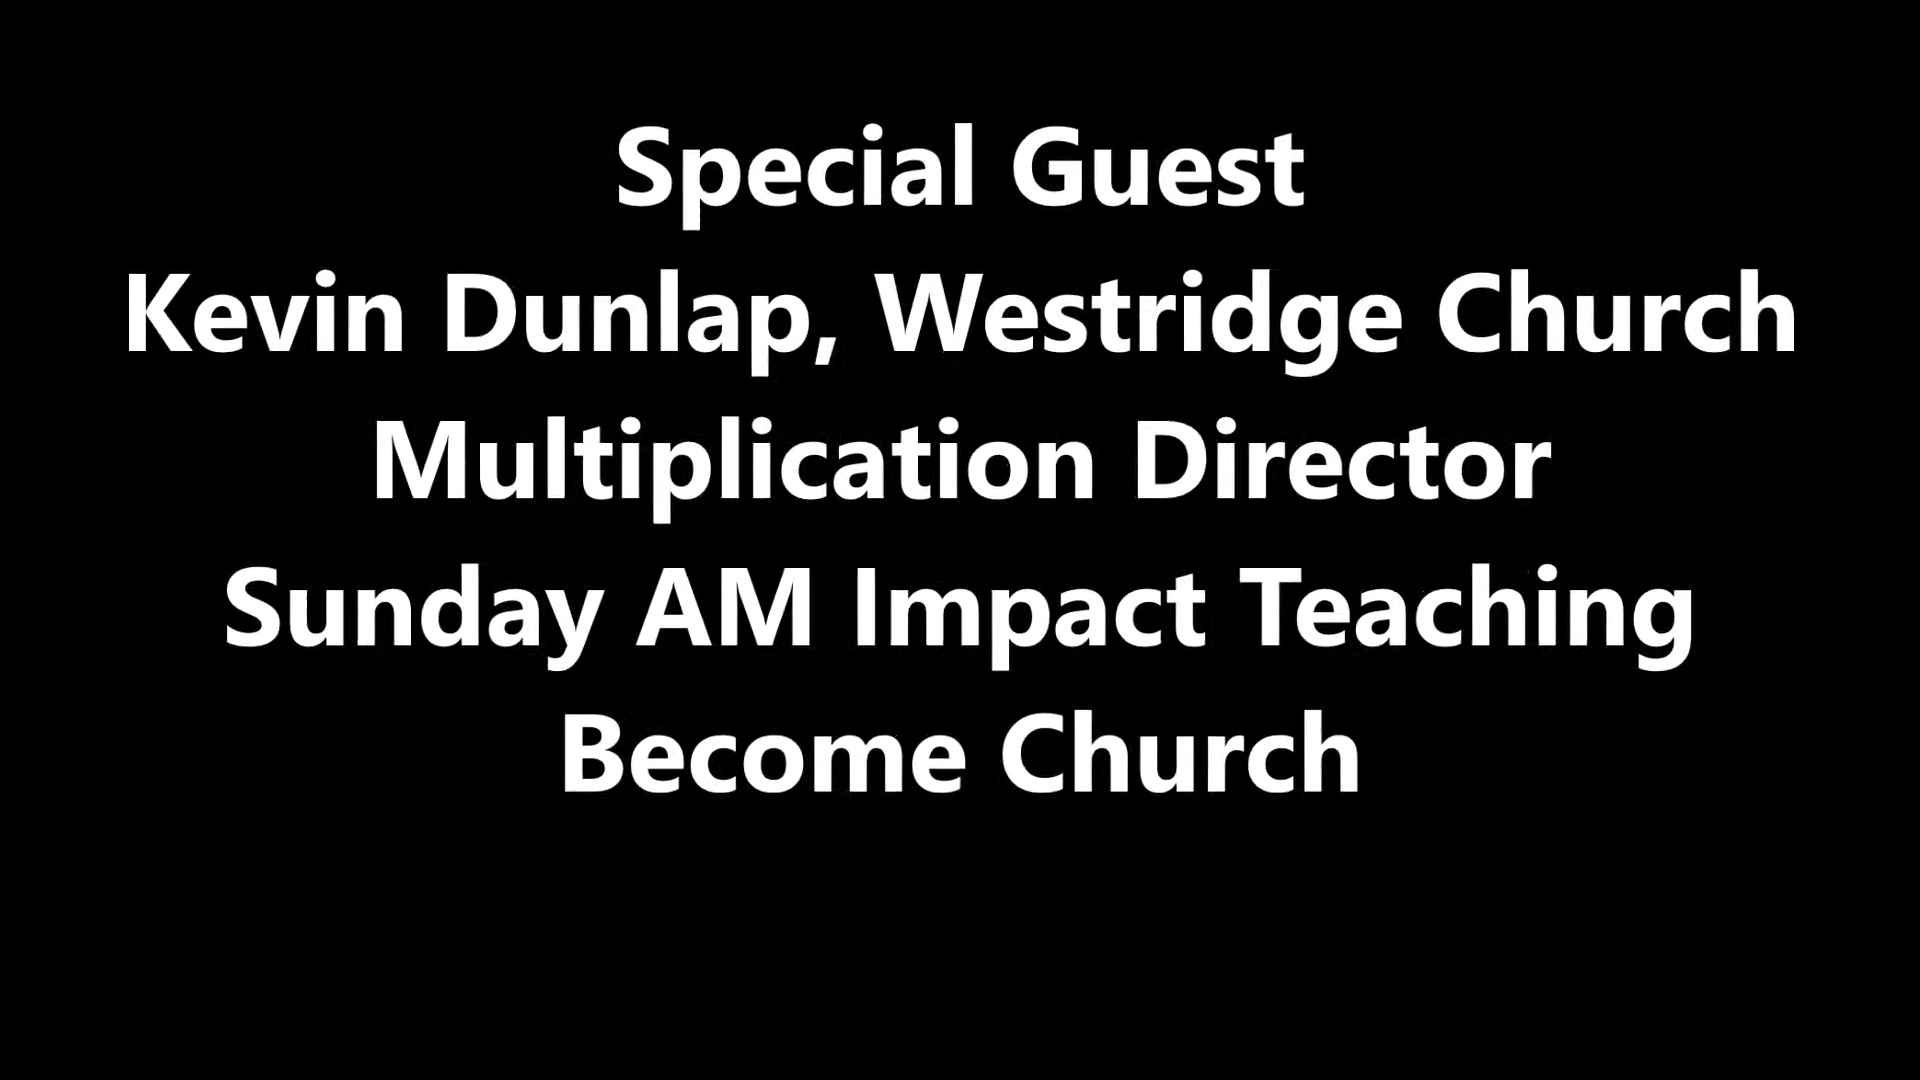 Special Guest
Kevin Dunlap, Westridge Church
Multiplication Director
Sunday AM Impact Teaching
Become Church